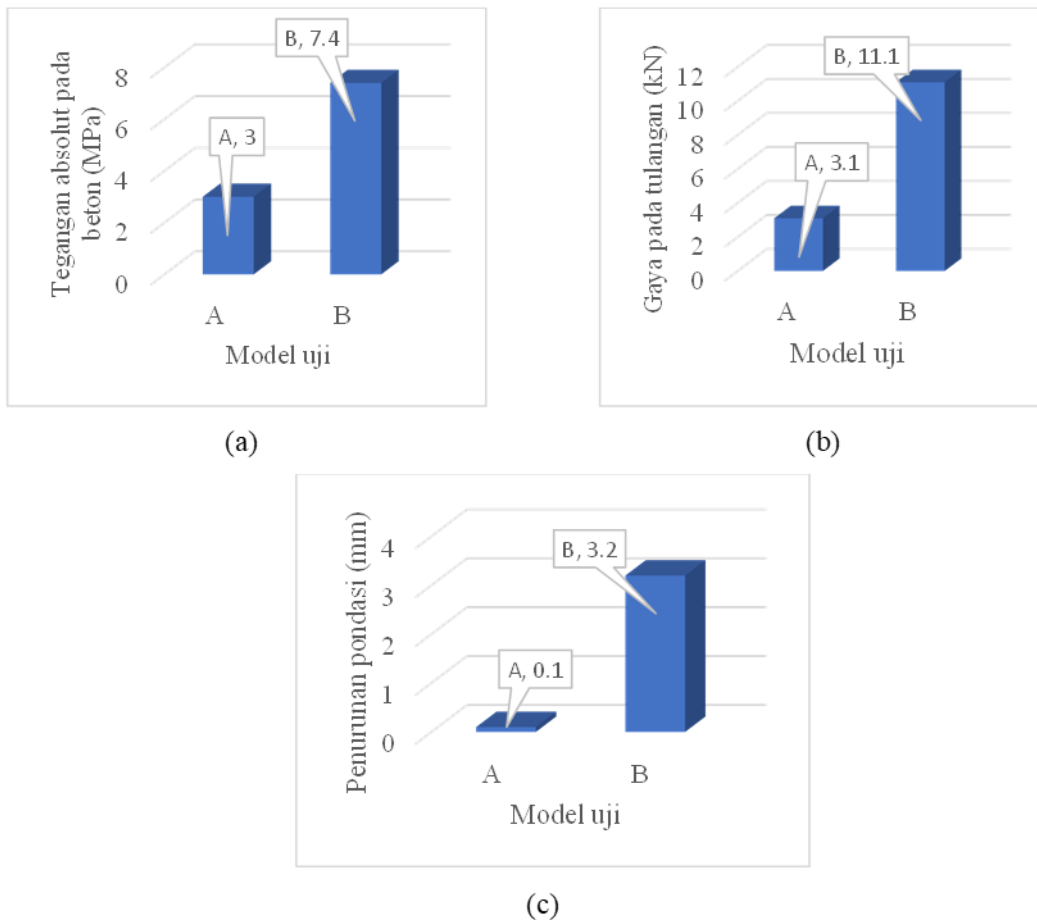 Tegangan absolut pada
beton (MPa)
8
6
4
2
0
A, 3
B, 7.4
A
B
Model uji
(a)
Gaya pada tulangan (kN)
12
10
8
6
4
2
0
A, 3.1
B, 11.1
A
B
Model uji
(b)
Penurunan pondasi (mm)
4
3
2
1
0
A, 0.1
B, 3.2
A
B
Model uji
(c)